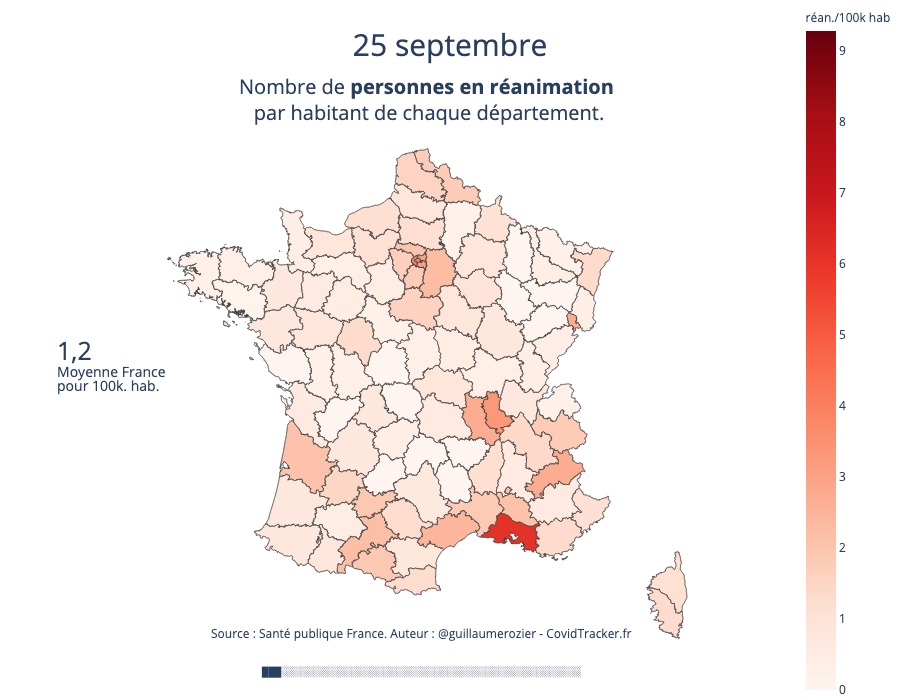 réan./100k hab
25 septembre
Nombre de personnes en réanimation
par habitant de chaque département.
9
8
7
6
5
4
3
2
1
0
1,2
Moyenne France
pour 100k. hab.
Source : Santé publique France. Auteur : @guillaumerozier - CovidTracker.fr